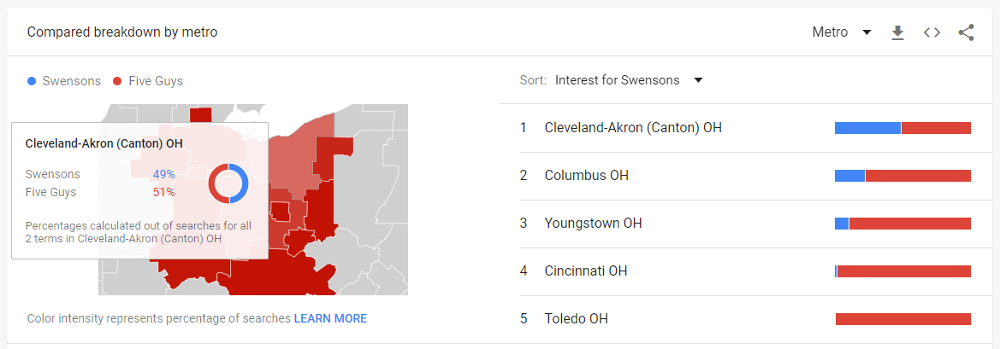 Compared breakdown by metro
Metro
Swensons Five Guys
Sort: Interest for Swensons
Cleveland-Akron (Canton) OH
Swensons 49%
Five Guys 51%
Percentages calculated out of searches for all
2 terms in Cleveland-Akron (Canton) OH
Color intensity represents percentage of searches LEARN MORE
1 Cleveland-Akron (Canton) OH
2 Columbus OH
3 Youngstown OH
4 Cincinnati OH
5 Toledo OH